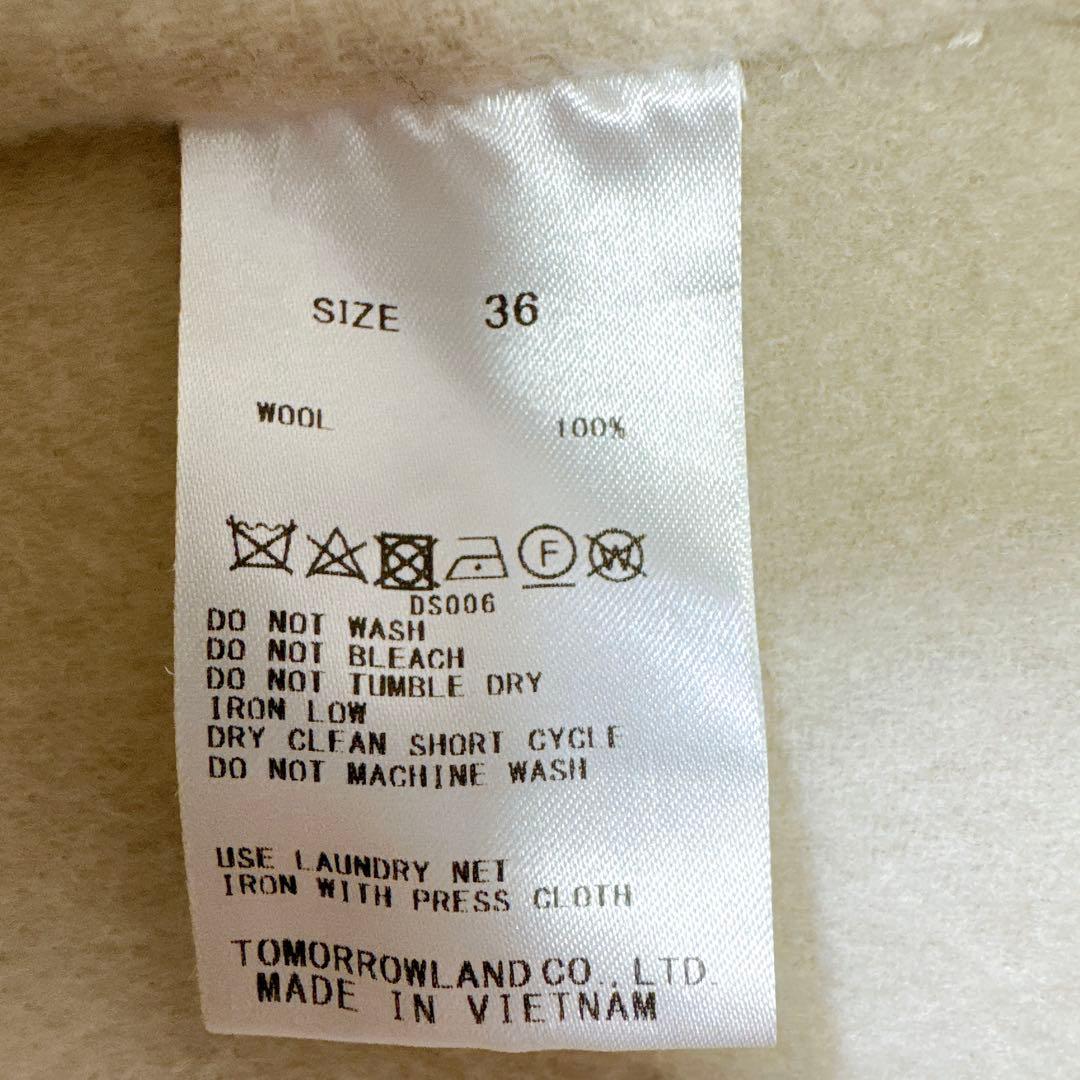 SIZE 36
WOOL 100%
F W
DS006
DO NOT WASH
DO NOT BLEACH
DO NOT TUMBLE DRY
IRON LOW
DRY CLEAN SHORT CYCLE
DO NOT MACHINE WASH
USE LAUNDRY NET
IRON WITH PRESS CLOTH
TOMORROWLAND CO., LTD.
MADE IN VIETNAM